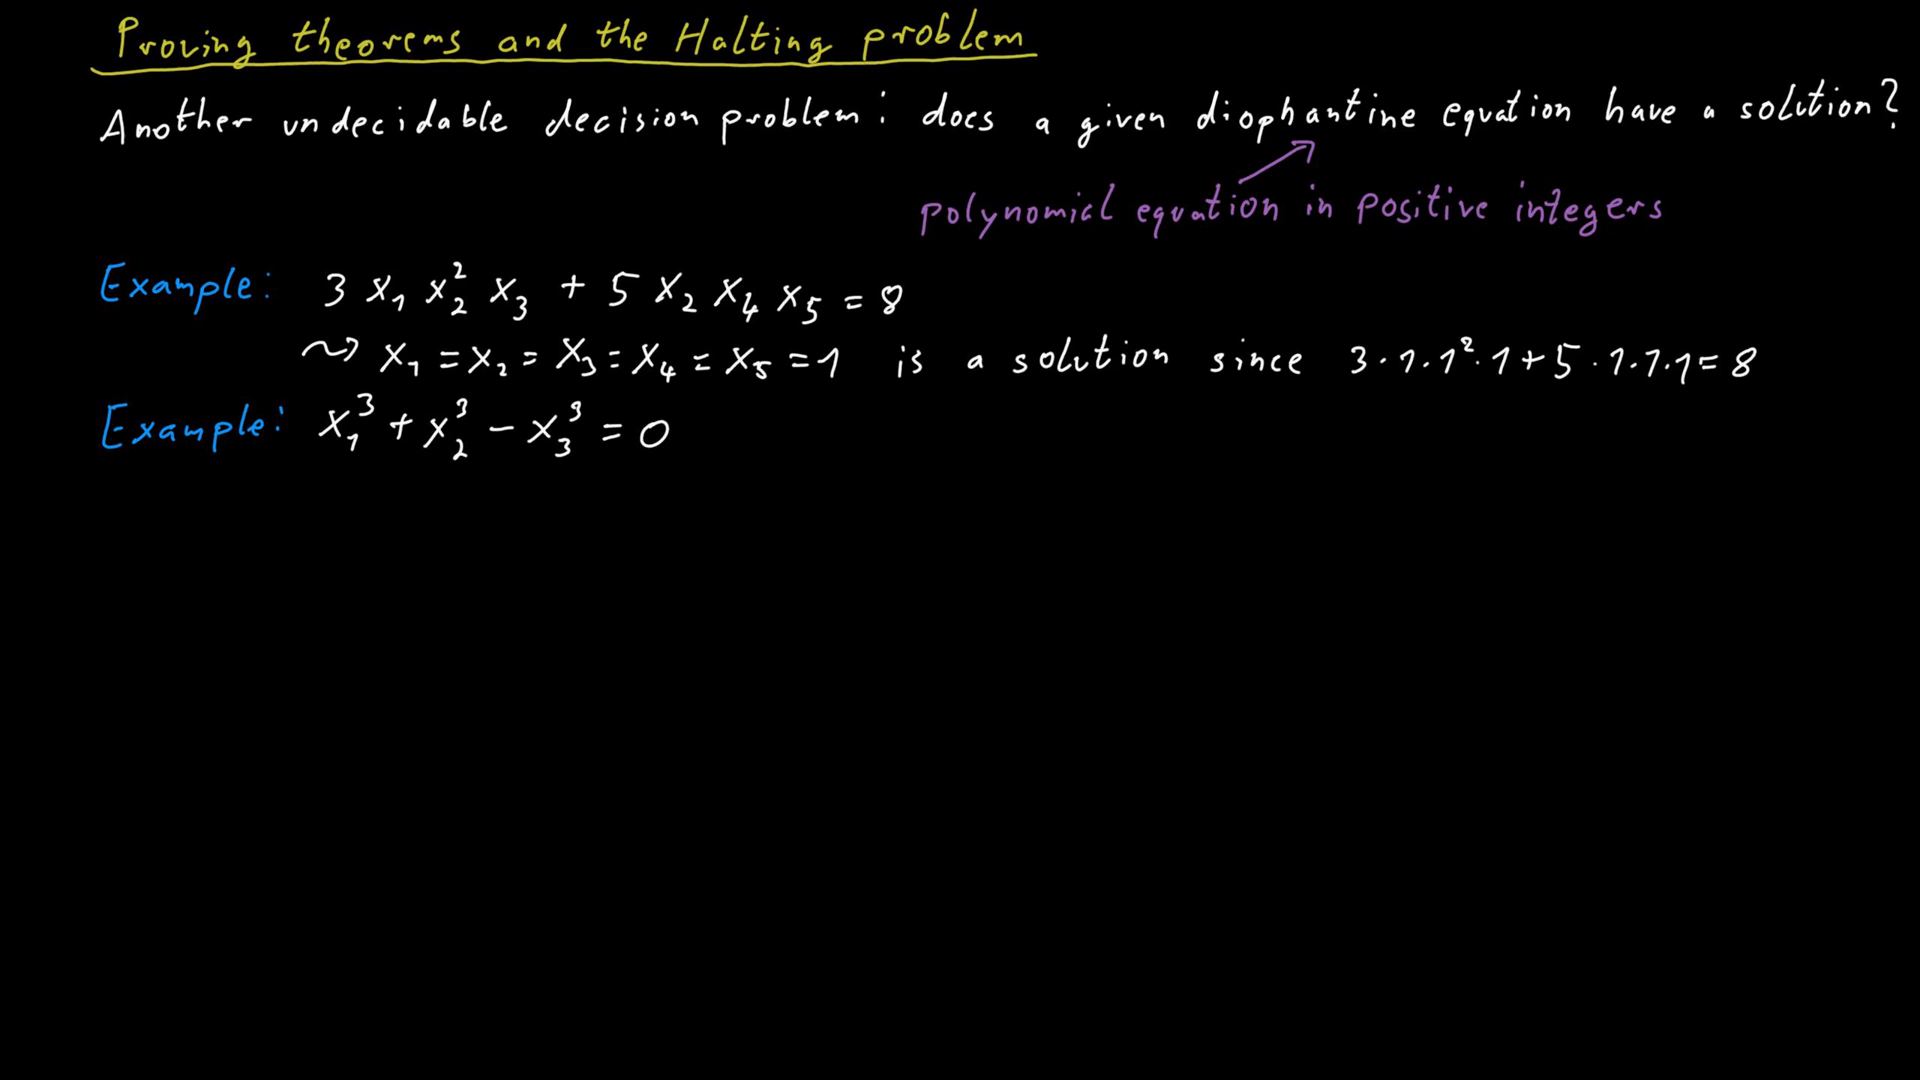 Proving theorems and the Halting problem
Another undecidable decision problem: does a given diophantine equation have a solution?
polynomial equation in positive integers
Example: 3 x₁ x₂² x₃ + 5 x₂ x₄ x₅ = 8
⇝ x₁ = x₂ = x₃ = x₄ = x₅ = 1 is a solution since 3·1·1²·1 + 5·1·1·1 = 8
Example: x₁³ + x₂³ − x₃³ = 0